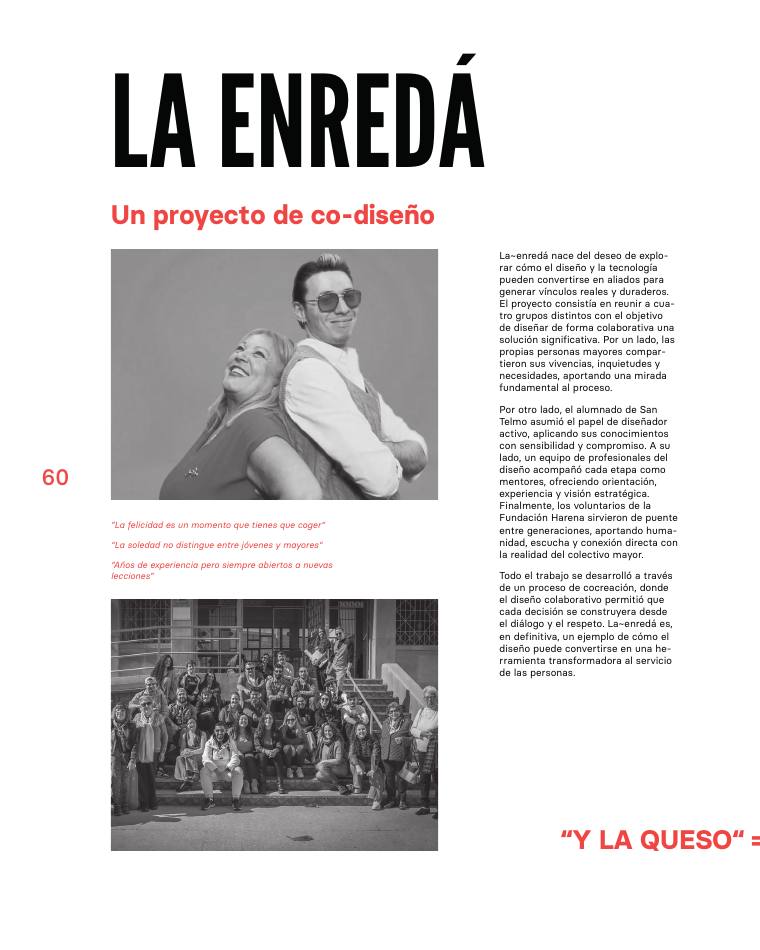 LA ENREDÁ
Un proyecto de co-diseño
60
“La felicidad es un momento que tienes que coger”
“La soledad no distingue entre jóvenes y mayores”
“Años de experiencia pero siempre abiertos a nuevas
lecciones”
La~enredá nace del deseo de explo-
rar cómo el diseño y la tecnología
pueden convertirse en aliados para
generar vínculos reales y duraderos.
El proyecto consistía en reunir a cua-
tro grupos distintos con el objetivo
de diseñar de forma colaborativa una
solución significativa. Por un lado, las
propias personas mayores compar-
tieron sus vivencias, inquietudes y
necesidades, aportando una mirada
fundamental al proceso.
Por otro lado, el alumnado de San
Telmo asumió el papel de diseñador
activo, aplicando sus conocimientos
con sensibilidad y compromiso. A su
lado, un equipo de profesionales del
diseño acompañó cada etapa como
mentores, ofreciendo orientación,
experiencia y visión estratégica.
Finalmente, los voluntarios de la
Fundación Harena sirvieron de puente
entre generaciones, aportando huma-
nidad, escucha y conexión directa con
la realidad del colectivo mayor.
Todo el trabajo se desarrolló a través
de un proceso de cocreación, donde
el diseño colaborativo permitió que
cada decisión se construyera desde
el diálogo y el respeto. La~enredá es,
en definitiva, un ejemplo de cómo el
diseño puede convertirse en una he-
rramienta transformadora al servicio
de las personas.
“Y LA QUESO“ =